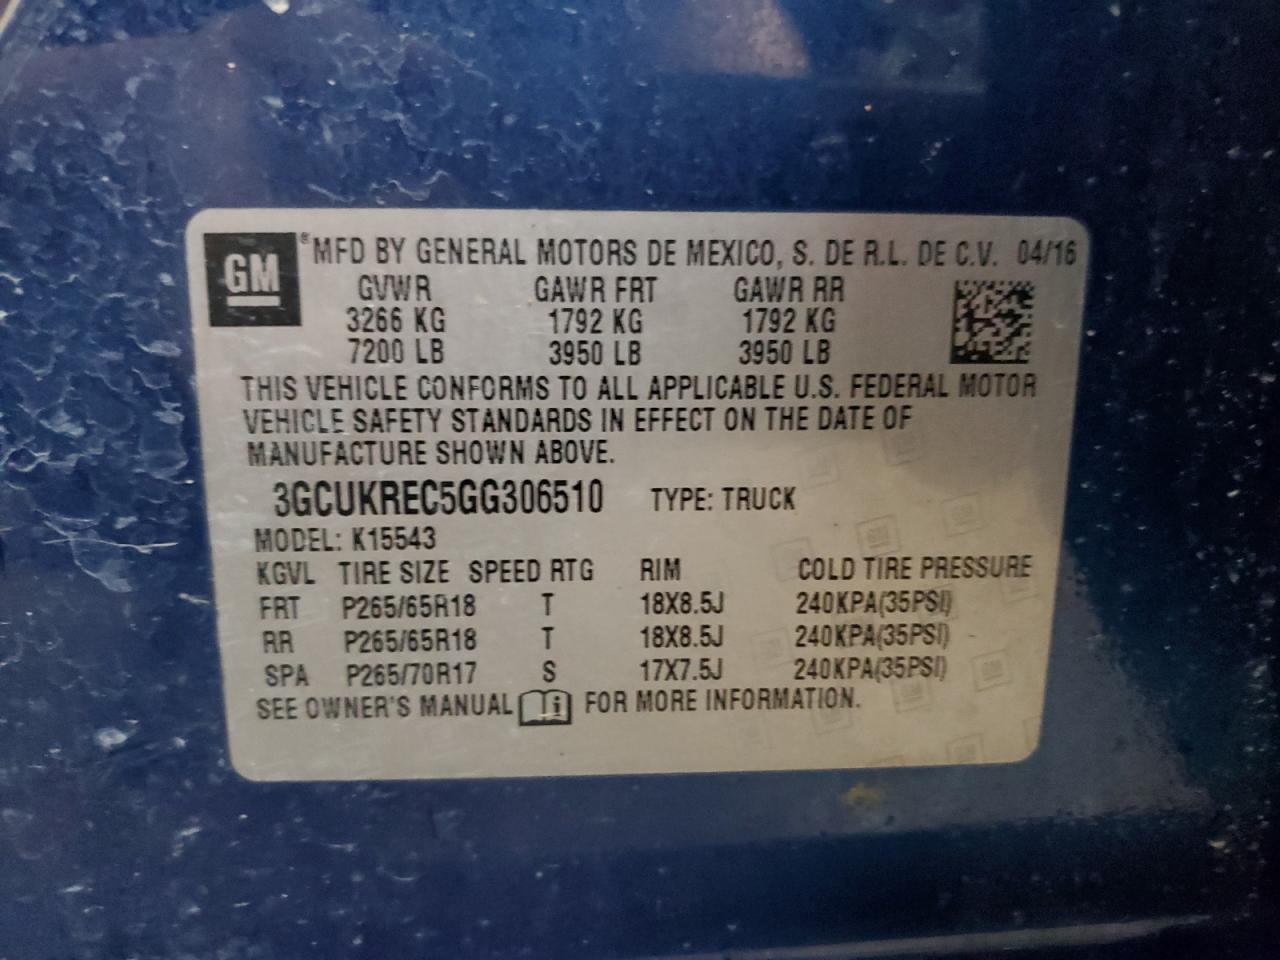 GM ® MFD BY GENERAL MOTORS DE MEXICO, S. DE R.L. DE C.V. 04/16
GVWR GAWR FRT GAWR RR
3266 KG 1792 KG 1792 KG
7200 LB 3950 LB 3950 LB
THIS VEHICLE CONFORMS TO ALL APPLICABLE U.S. FEDERAL MOTOR
VEHICLE SAFETY STANDARDS IN EFFECT ON THE DATE OF
MANUFACTURE SHOWN ABOVE.
3GCUKREC5GG306510 TYPE: TRUCK
MODEL: K15543
KGVL TIRE SIZE SPEED RTG RIM COLD TIRE PRESSURE
FRT P265/65R18 T 18X8.5J 240KPA(35PSI)
RR P265/65R18 T 18X8.5J 240KPA(35PSI)
SPA P265/70R17 S 17X7.5J 240KPA(35PSI)
SEE OWNER'S MANUAL i FOR MORE INFORMATION.